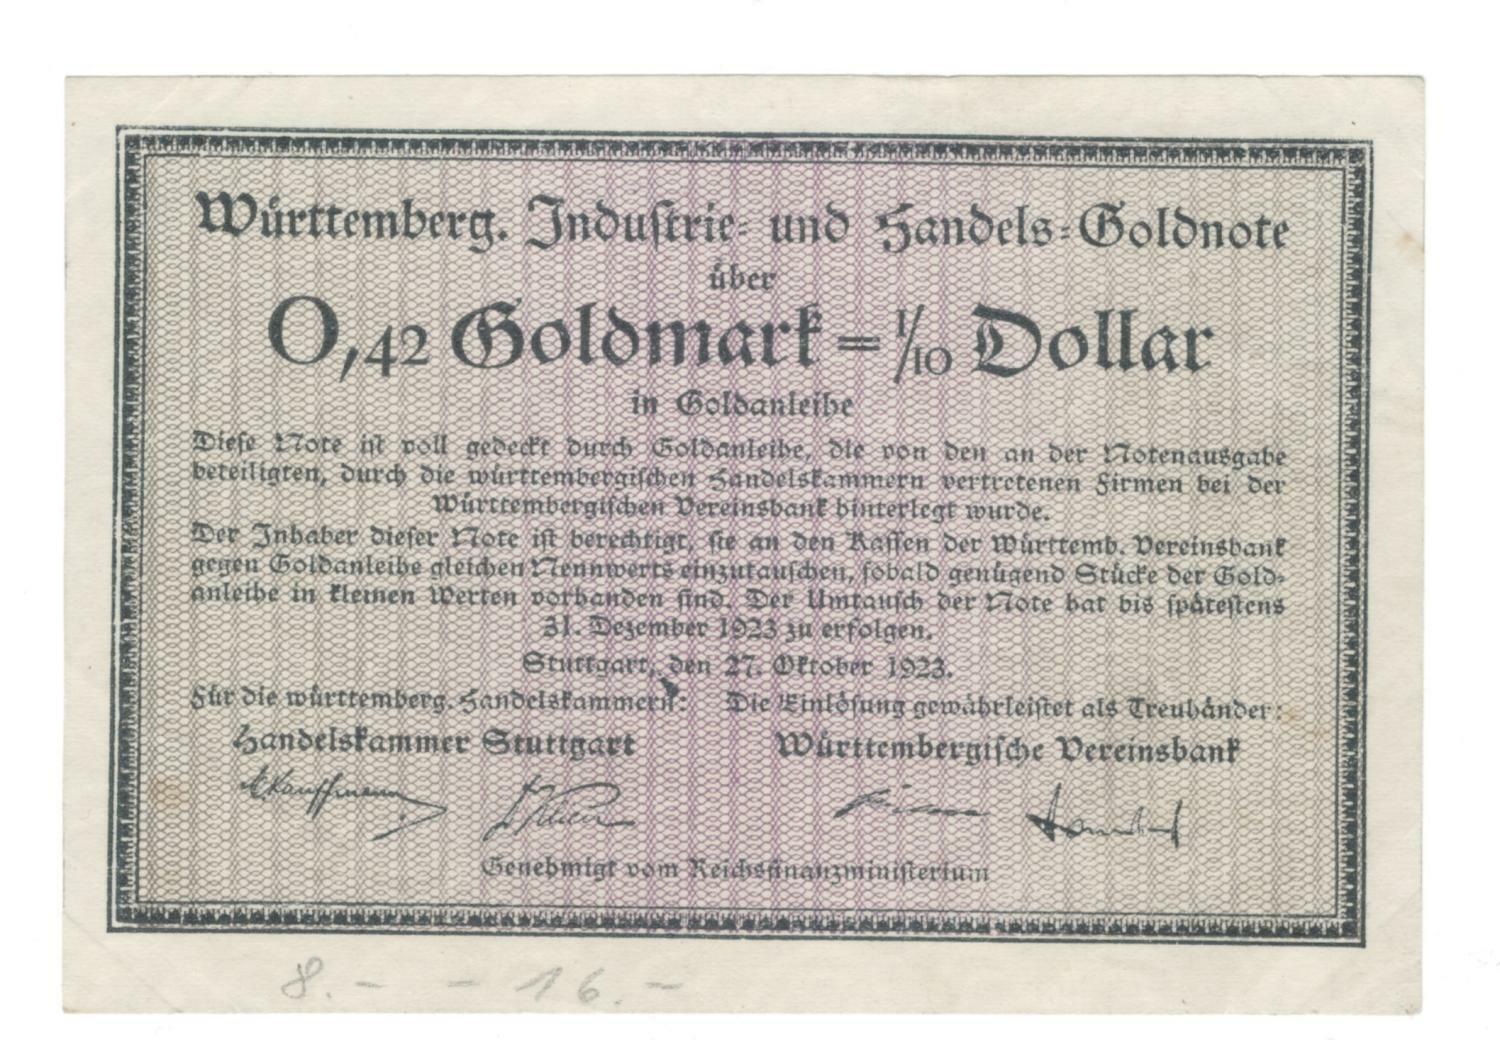 Württemberg. Industrie- und Handels-Goldnote
über
0,42 Goldmark = 1/10 Dollar
in Goldanleihe
Diese Note ist voll gedeckt durch Goldanleihe, die von den an der Notenausgabe
beteiligten, durch die württembergischen Handelskammern vertretenen Firmen bei der
Württembergischen Vereinsbank hinterlegt wurde.
Der Inhaber dieser Note ist berechtigt, sie an den Kassen der Württemb. Vereinsbank
gegen Goldanleihe gleichen Nennwerts einzutauschen, sobald genügend Stücke der Gold-
anleihe in kleinen Werten vorhanden sind. Der Umtausch der Note hat bis spätestens
31. Dezember 1923 zu erfolgen.
Stuttgart, den 27. Oktober 1923.
Für die württemberg. Handelskammern: Die Einlösung gewährleistet als Treuhänder:
Handelskammer Stuttgart Württembergische Vereinsbank
Kauffmann
Genehmigt vom Reichsfinanzministerium
8.- - 16.-